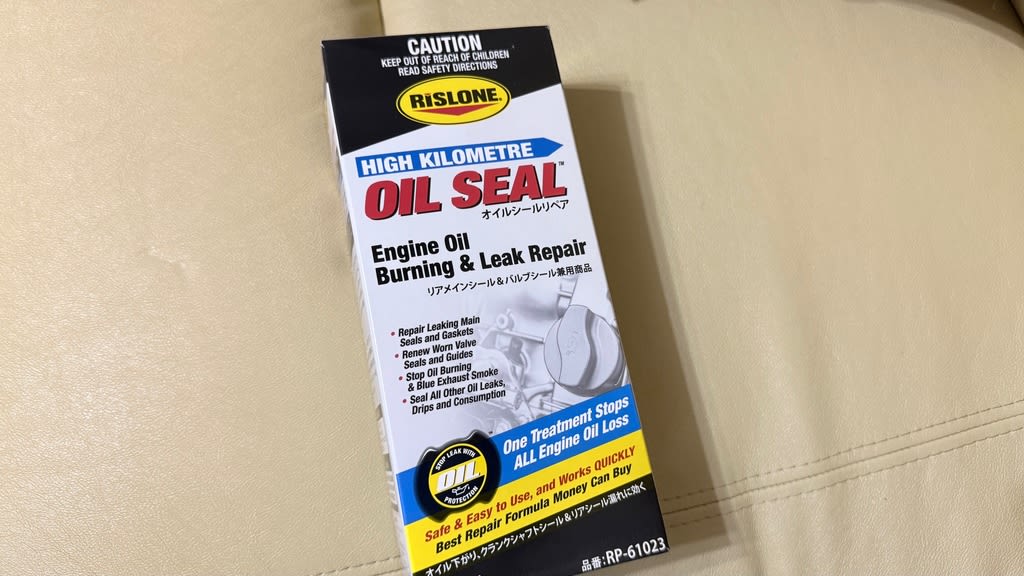 CAUTION
KEEP OUT OF REACH OF CHILDREN
READ SAFETY DIRECTIONS
RiSLONE®
HIGH KILOMETRE
OIL SEAL™
オイルシールリペア
Engine Oil
Burning & Leak Repair
リアメインシール&バルブシール兼用商品
• Repair Leaking Main
Seals and Gaskets
• Renew Worn Valve
Seals and Guides
• Stop Oil Burning
& Blue Exhaust Smoke
• Seal All Other Oil Leaks,
Drips and Consumption
One Treatment Stops
ALL Engine Oil Loss
STOP LEAK WITH
OIL
PROTECTION
Safe & Easy to Use, and Works QUICKLY
Best Repair Formula Money Can Buy
オイル下がり、クランクシャフトシール&リアシール漏れに効く
品番:RP-61023